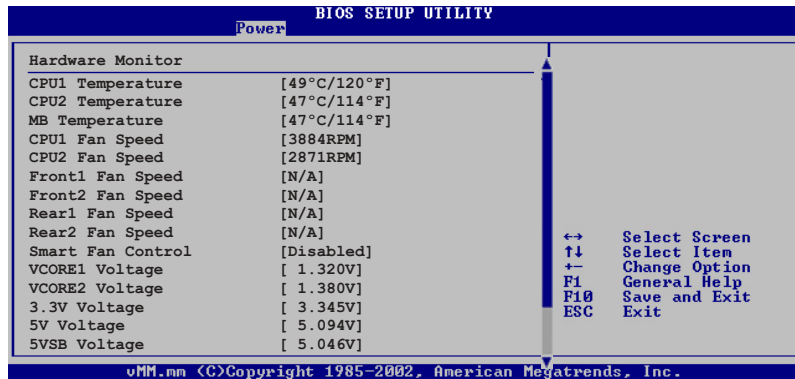 BIOS SETUP UTILITY
Power
Hardware Monitor
CPU1 Temperature [49°C/120°F]
CPU2 Temperature [47°C/114°F]
MB Temperature [47°C/114°F]
CPU1 Fan Speed [3884RPM]
CPU2 Fan Speed [2871RPM]
Front1 Fan Speed [N/A]
Front2 Fan Speed [N/A]
Rear1 Fan Speed [N/A]
Rear2 Fan Speed [N/A]
Smart Fan Control [Disabled]
VCORE1 Voltage [ 1.320V]
VCORE2 Voltage [ 1.380V]
3.3V Voltage [ 3.345V]
5V Voltage [ 5.094V]
5VSB Voltage [ 5.046V]
←→ Select Screen
↑↓ Select Item
+- Change Option
F1 General Help
F10 Save and Exit
ESC Exit
vMM.mm (C)Copyright 1985-2002, American Megatrends, Inc.